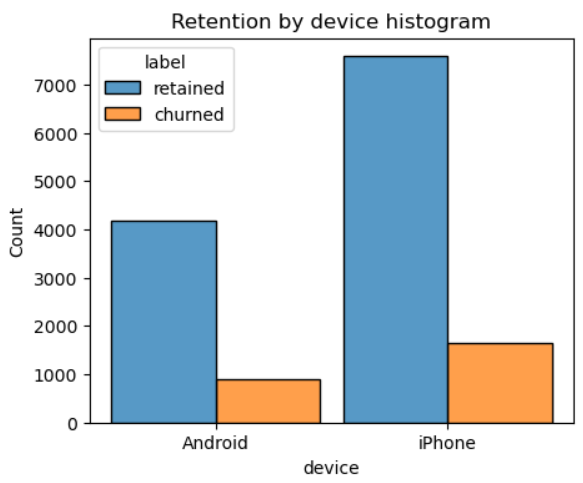 Retention by device histogram
label
retained
churned
7000
6000
5000
4000
3000
2000
1000
0
Count
Android
iPhone
device